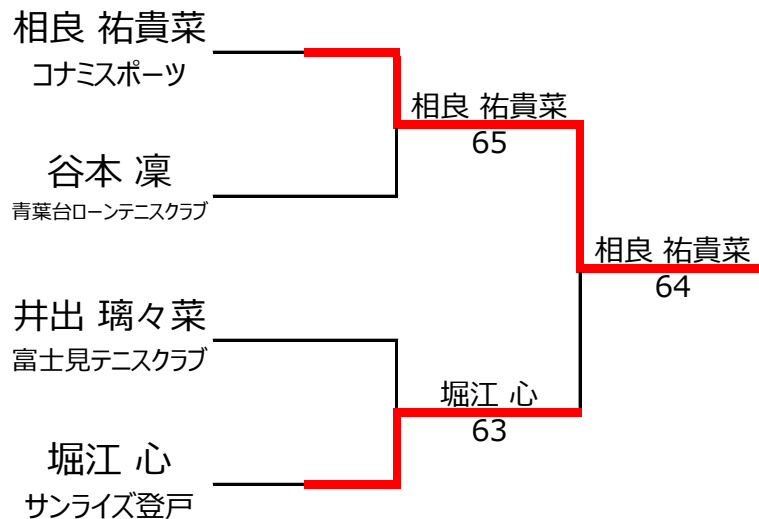 相良 祐貴菜
コナミスポーツ
谷本 凜
青葉台ローンテニスクラブ
井出 璃々菜
富士見テニスクラブ
堀江 心
サンライズ登戸
相良 祐貴菜
65
堀江 心
63
相良 祐貴菜
64